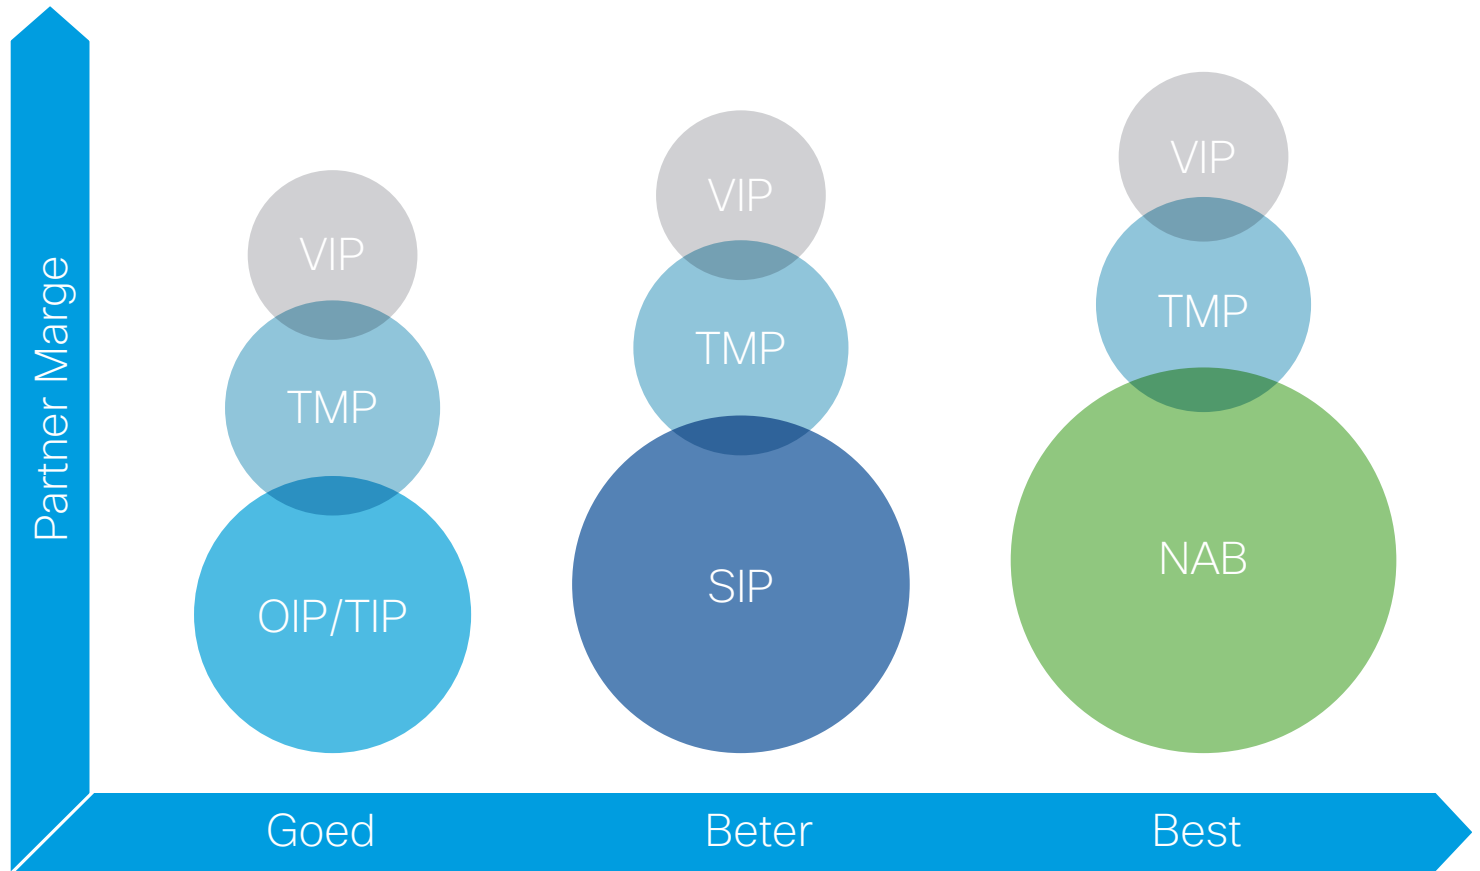 Partner Marge
VIP
TMP
OIP/TIP
VIP
TMP
SIP
VIP
TMP
NAB
Goed
Beter
Best